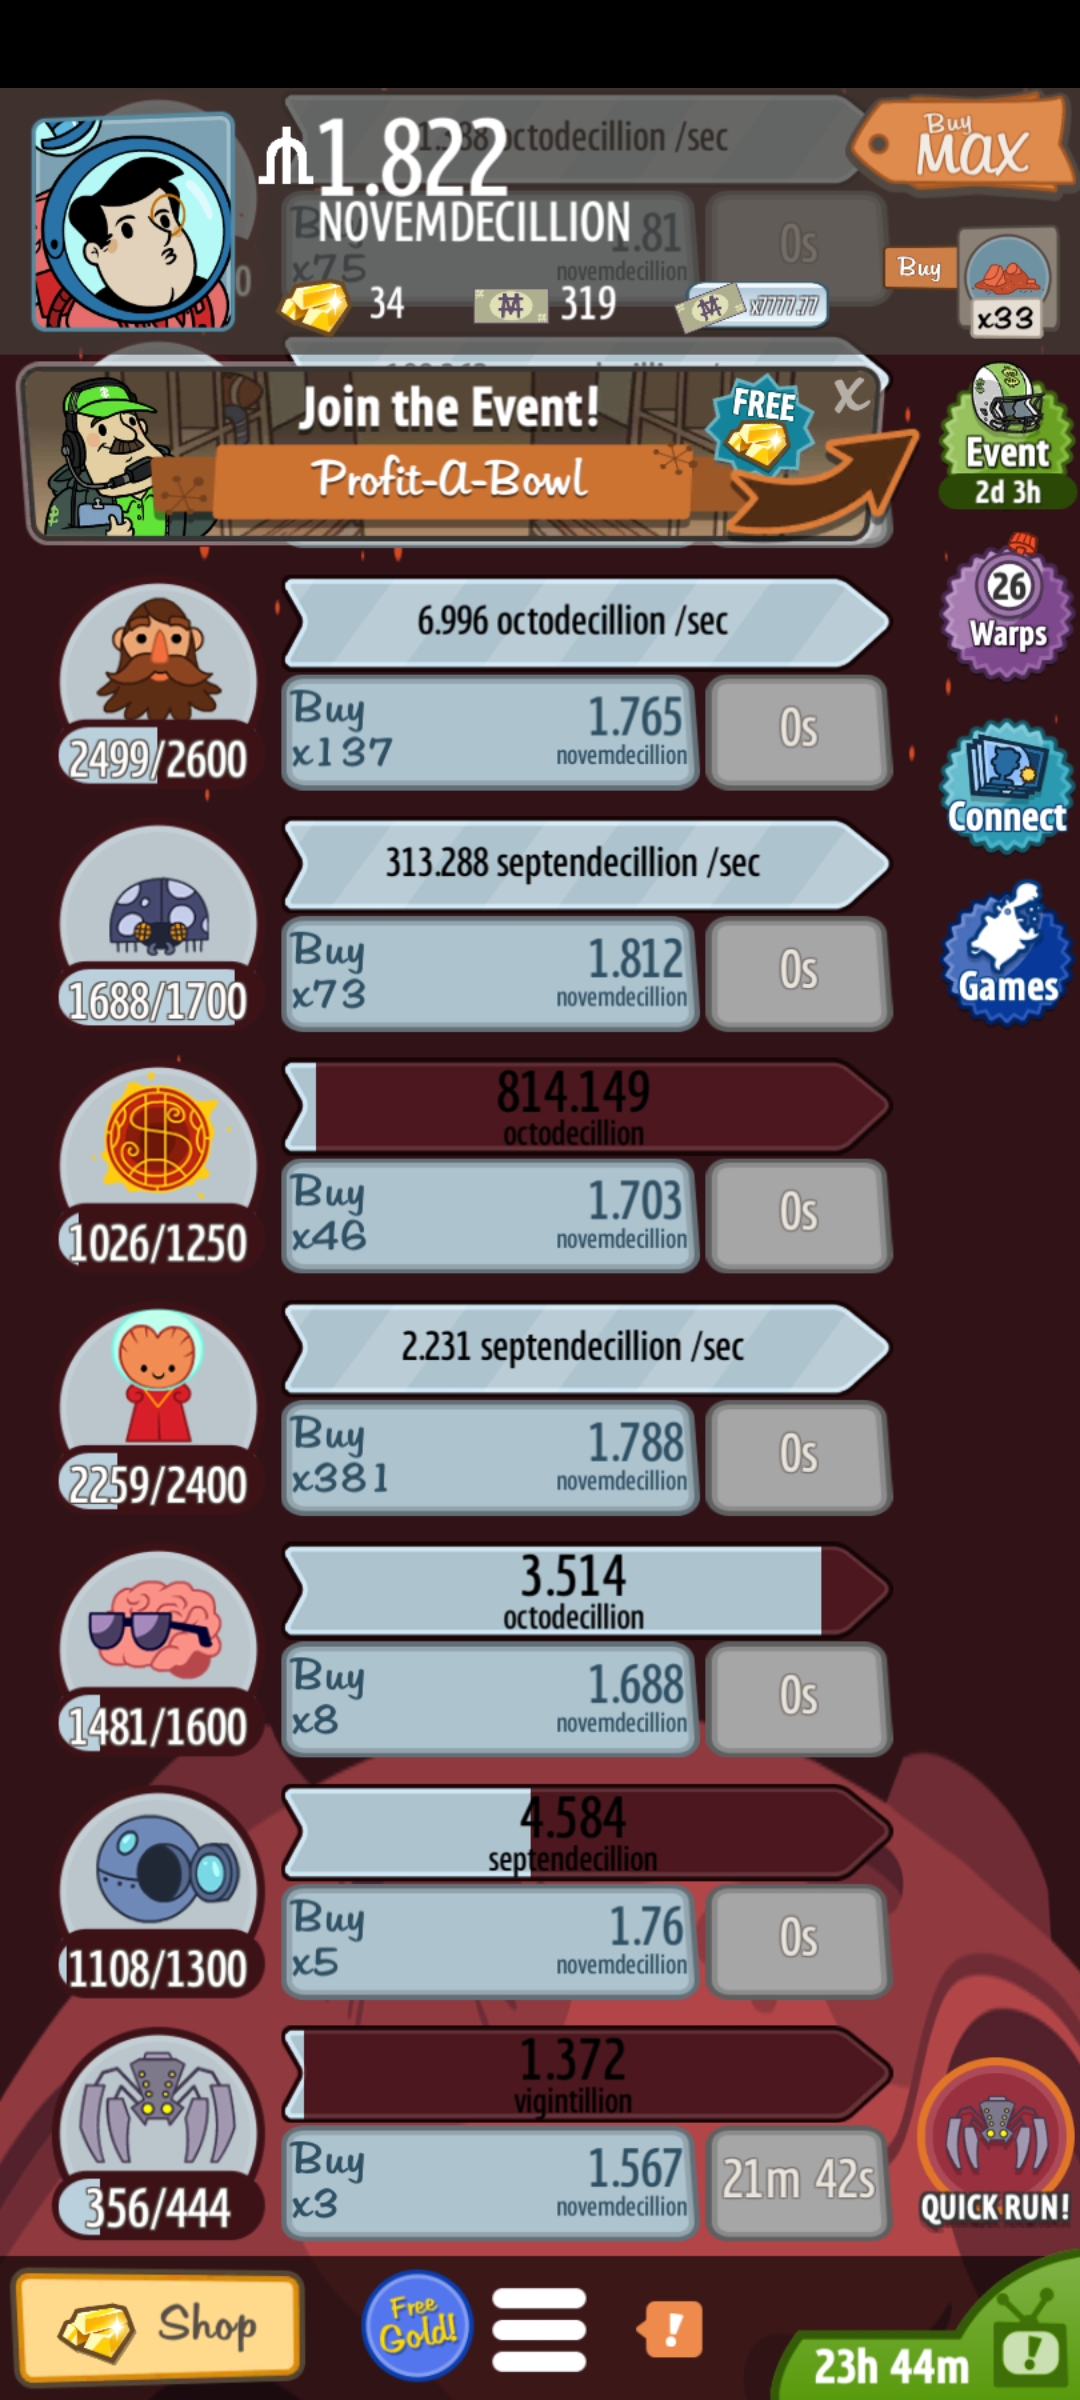 1.822
octodecillion /sec
Buy
MAX
NOVEMDECILLION
1.81
0s
x75
novemdecillion
34
319
x7777.77
Buy
x33
Join the Event!
FREE
X
Profit-A-Bowl
Event
2d 3h
26
Warps
6.996 octodecillion /sec
Buy
x137
1.765
novemdecillion
0s
2499/2600
Connect
313.288 septendecillion /sec
Buy
x73
1.812
novemdecillion
0s
1688/1700
Games
814.149
octodecillion
Buy
x46
1.703
novemdecillion
0s
1026/1250
2.231 septendecillion /sec
Buy
x381
1.788
novemdecillion
0s
2259/2400
3.514
octodecillion
Buy
x8
1.688
novemdecillion
0s
1481/1600
4.584
septendecillion
Buy
x5
1.76
novemdecillion
0s
1108/1300
1.372
vigintillion
Buy
x3
1.567
novemdecillion
21m 42s
356/444
QUICK RUN!
Shop
Free
Gold!
!
23h 44m
!